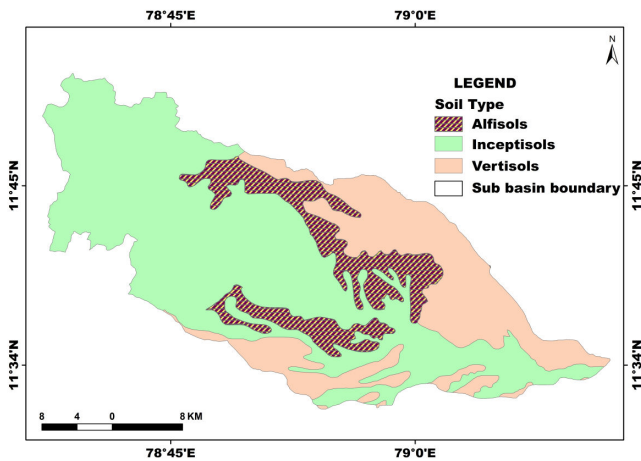 78°45'E 79°0'E
N
LEGEND
Soil Type
Alfisols
Inceptisols
Vertisols
Sub basin boundary
11°45'N 11°45'N
11°34'N 11°34'N
8 4 0 8 KM
78°45'E 79°0'E